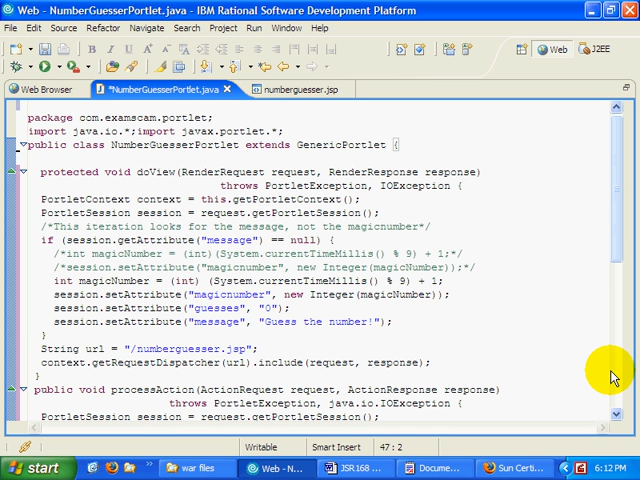 Web - NumberGuesserPortlet.java - IBM Rational Software Development Platform
File Edit Source Refactor Navigate Search Project Run Window Help
B I U
Web J2EE
Web Browser *NumberGuesserPortlet.java numberguesser.jsp
package com.examscam.portlet;
import java.io.*;import javax.portlet.*;
public class NumberGuesserPortlet extends GenericPortlet {
protected void doView(RenderRequest request, RenderResponse response)
throws PortletException, IOException {
PortletContext context = this.getPortletContext();
PortletSession session = request.getPortletSession();
/*This iteration looks for the message, not the magicnumber*/
if (session.getAttribute("message") == null) {
/*int magicNumber = (int)(System.currentTimeMillis() % 9) + 1;*/
/*session.setAttribute("magicnumber", new Integer(magicNumber));*/
int magicNumber = (int) (System.currentTimeMillis() % 9) + 1;
session.setAttribute("magicnumber", new Integer(magicNumber));
session.setAttribute("guesses", "0");
session.setAttribute("message", "Guess the number!");
}
String url = "/numberguesser.jsp";
context.getRequestDispatcher(url).include(request, response);
}
public void processAction(ActionRequest request, ActionResponse response)
throws PortletException, java.io.IOException {
PortletSession session = request.getPortletSession();
Writable Smart Insert 47 : 2
start war files Web - N... JSR168 ... Docume... Sun Certi... 6:12 PM